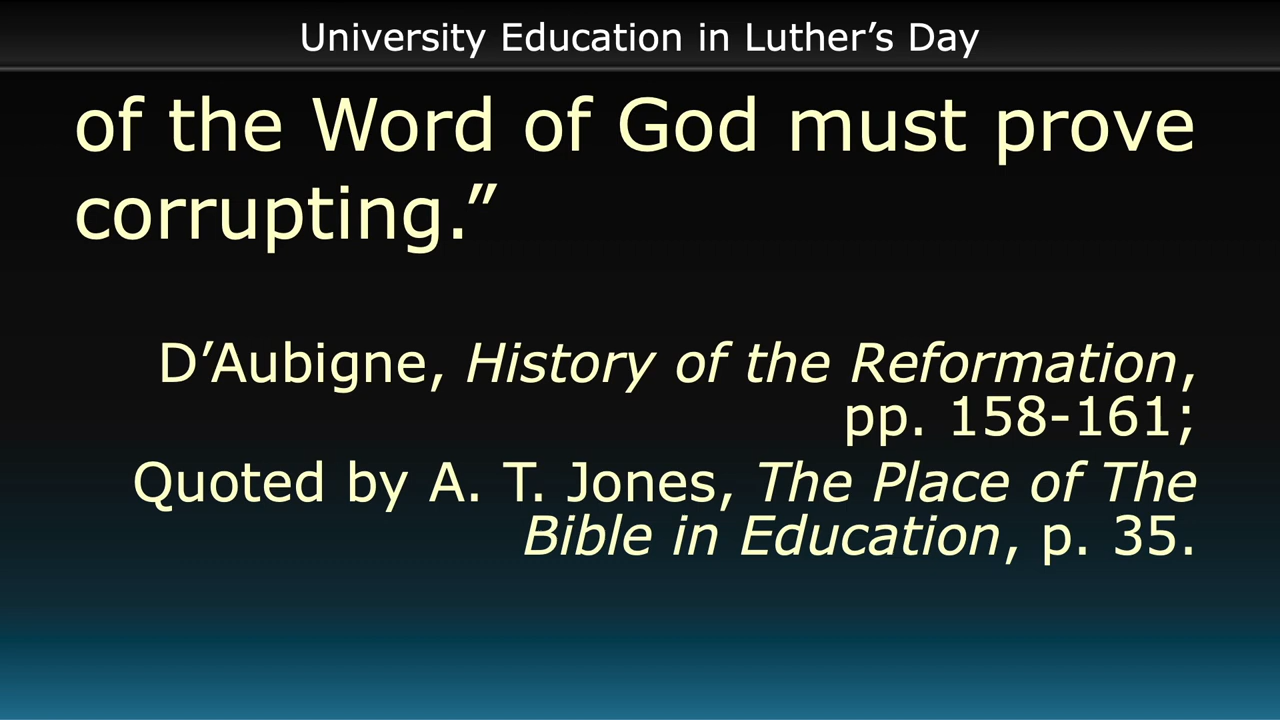 University Education in Luther’s Day
of the Word of God must prove
corrupting.”
D’Aubigne, History of the Reformation,
pp. 158-161;
Quoted by A. T. Jones, The Place of The
Bible in Education, p. 35.